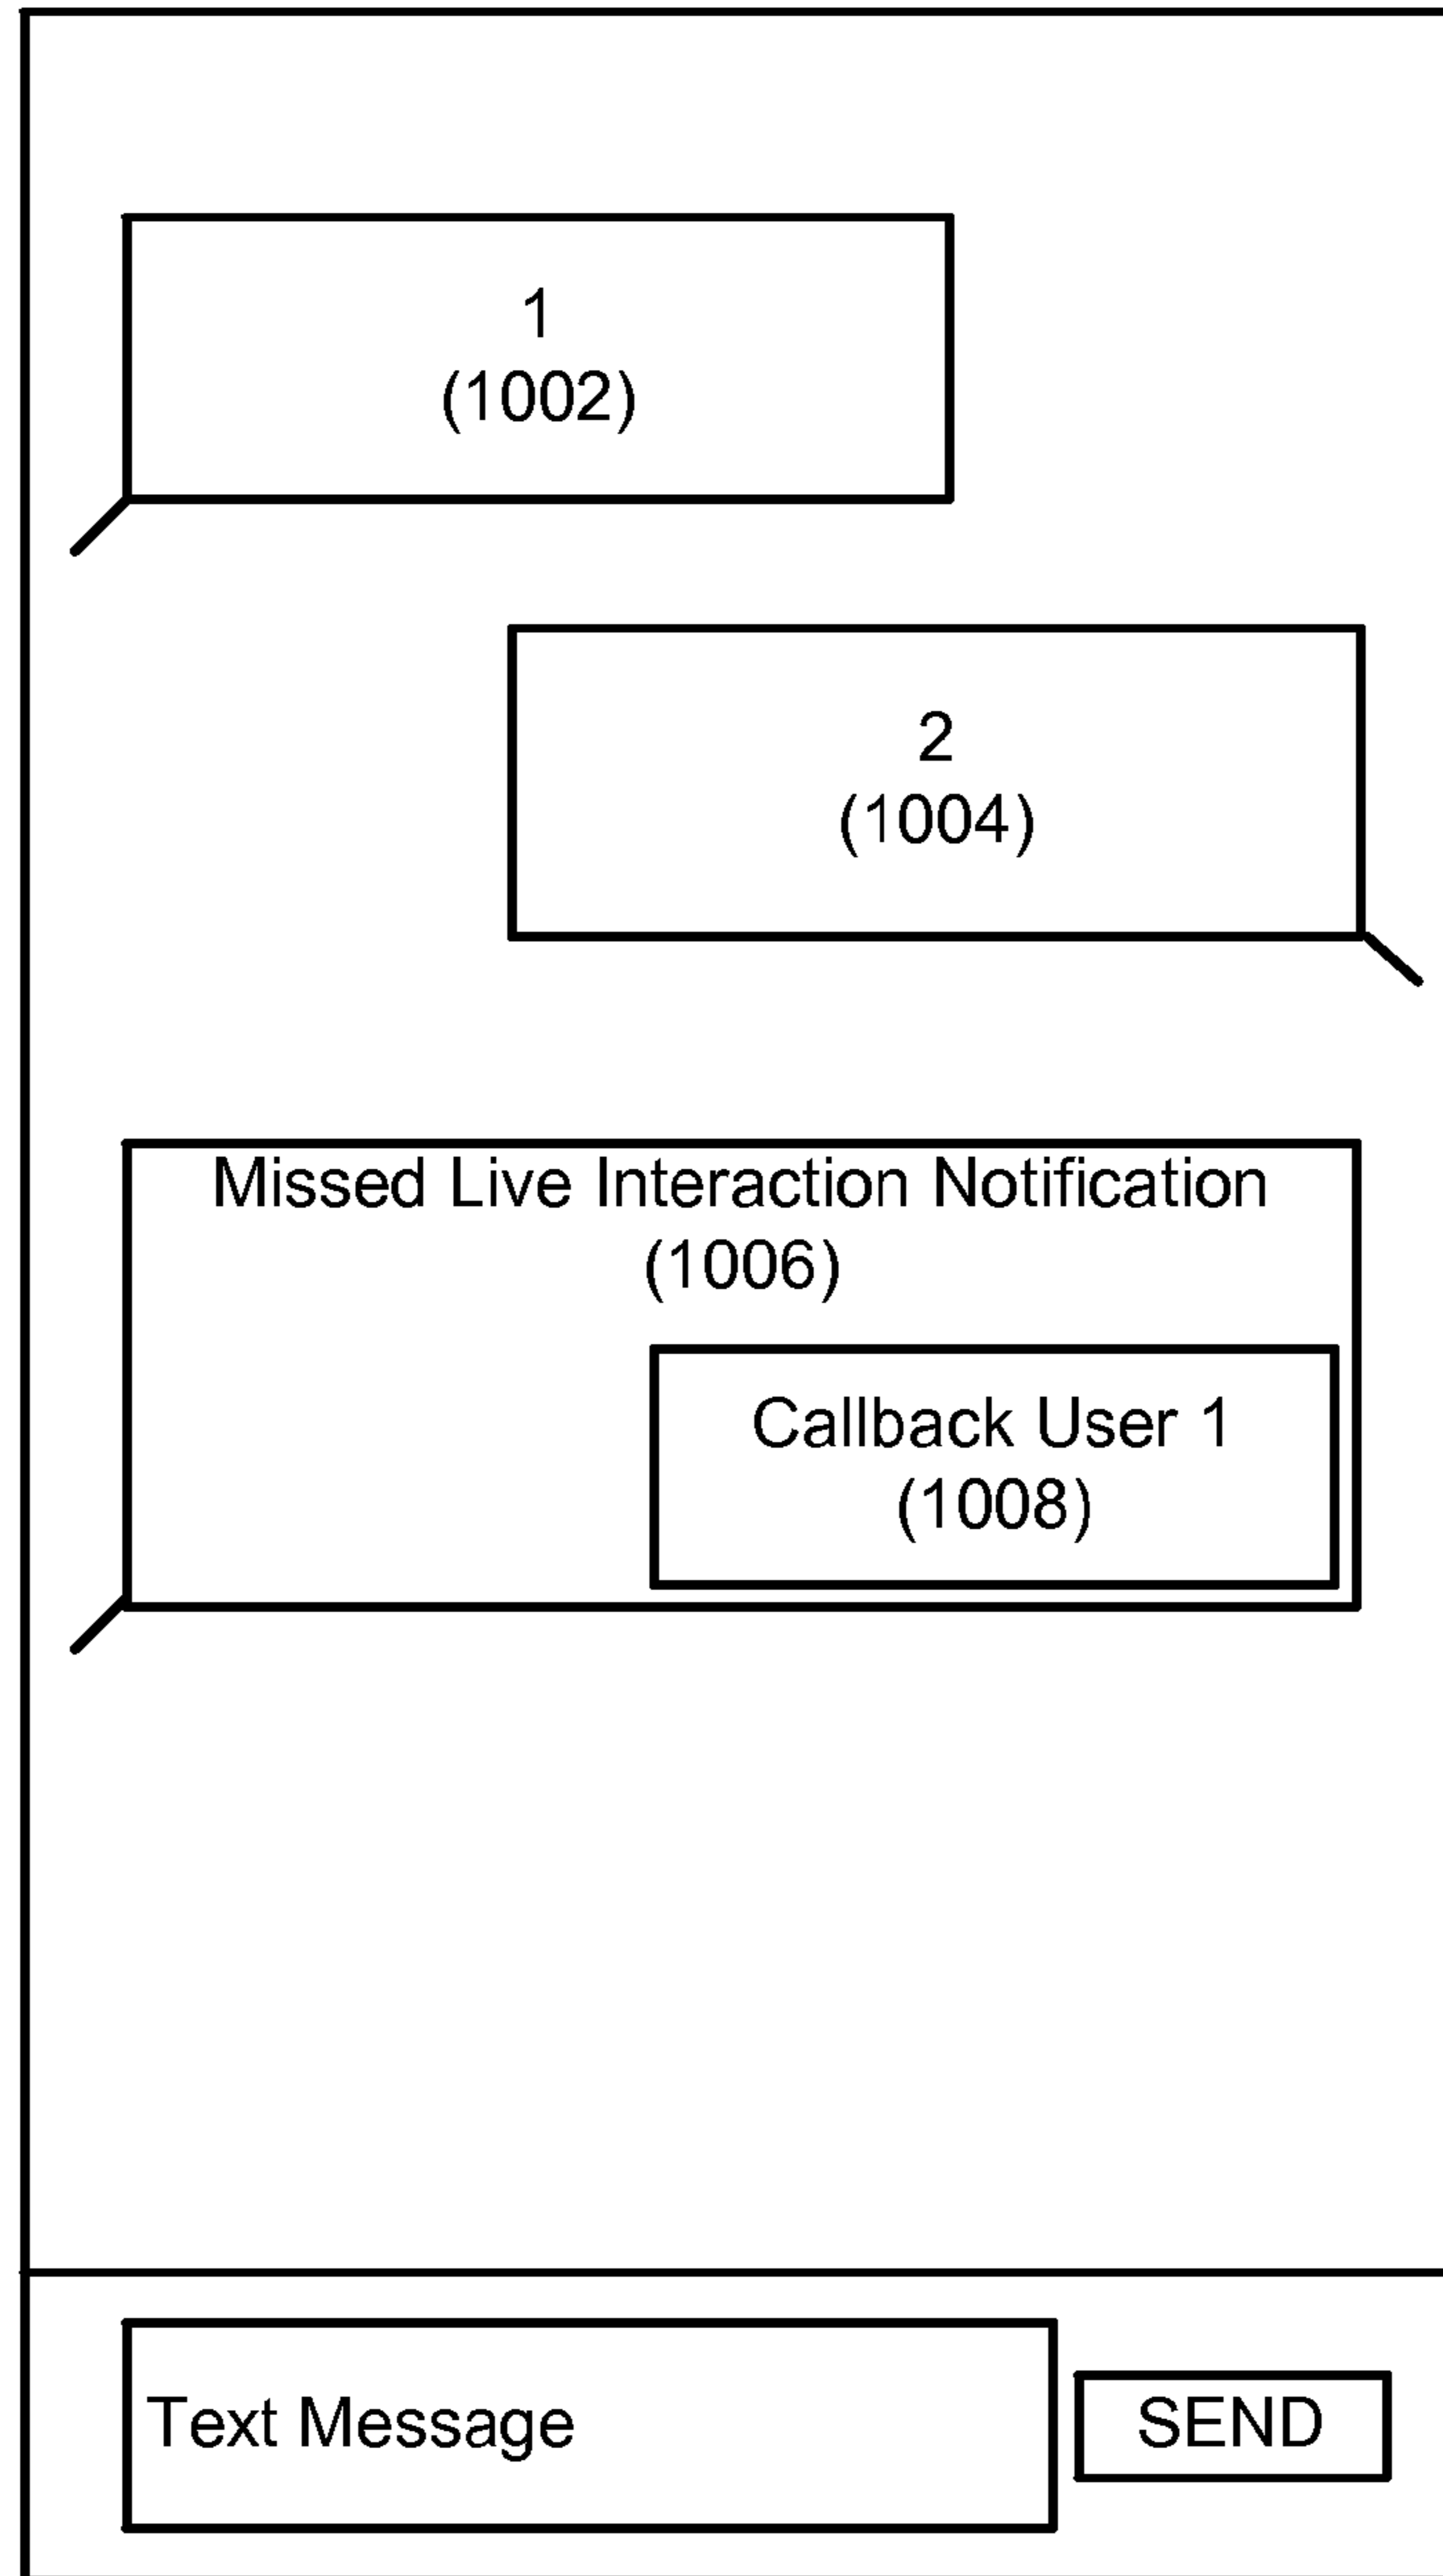 1
(1002)
2
(1004)
Missed Live Interaction Notification
(1006)
Callback User 1
(1008)
Text Message
SEND